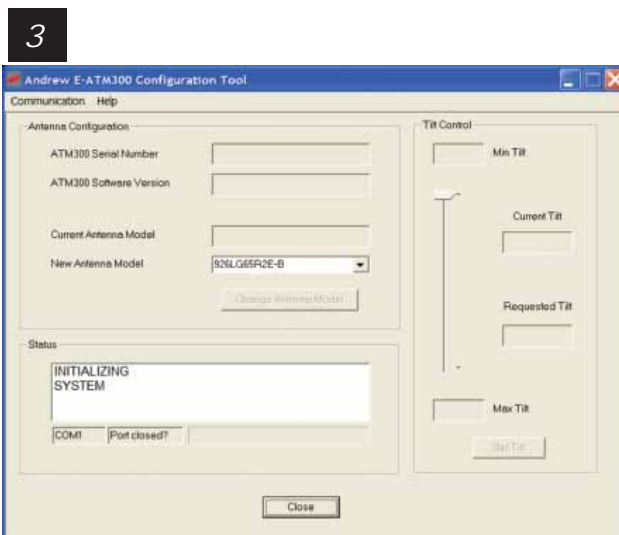 3
Andrew E-ATM300 Configuration Tool
Communication Help
Antenna Configuration
ATM300 Serial Number
ATM300 Software Version
Current Antenna Model
New Antenna Model
926LG65R2E-B
Change Antenna Model
Tilt Control
Min Tilt
Current Tilt
Requested Tilt
Max Tilt
Set Tilt
Status
INITIALIZING
SYSTEM
COM1 Port closed?
Close